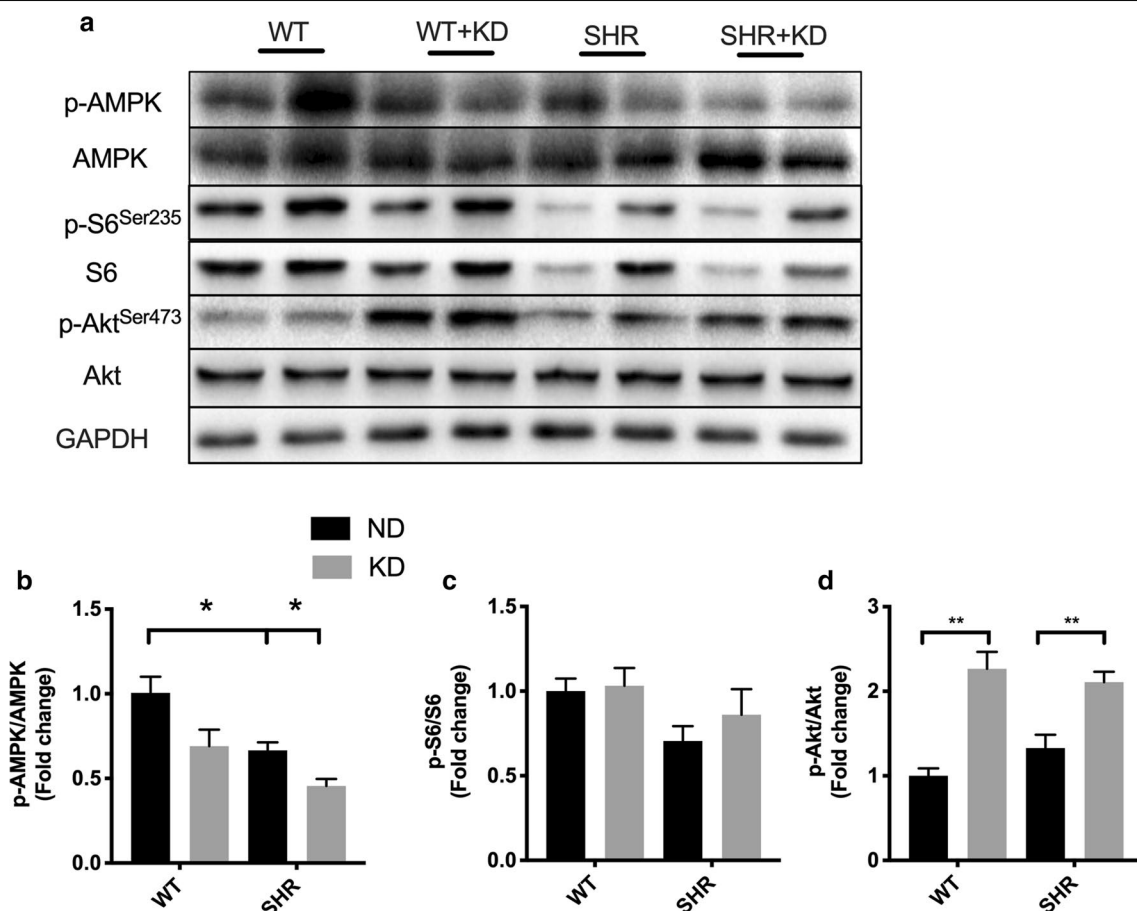 a
WT WT+KD SHR SHR+KD
p-AMPK
AMPK
p-S6Ser235
S6
p-AktSer473
Akt
GAPDH
ND
KD
b
p-AMPK/AMPK
(Fold change)
1.5
1.0
0.5
0.0
* *
WT SHR
c
p-S6/S6
(Fold change)
1.5
1.0
0.5
0.0
WT SHR
d
p-Akt/Akt
(Fold change)
3
2
1
0
** **
WT SHR